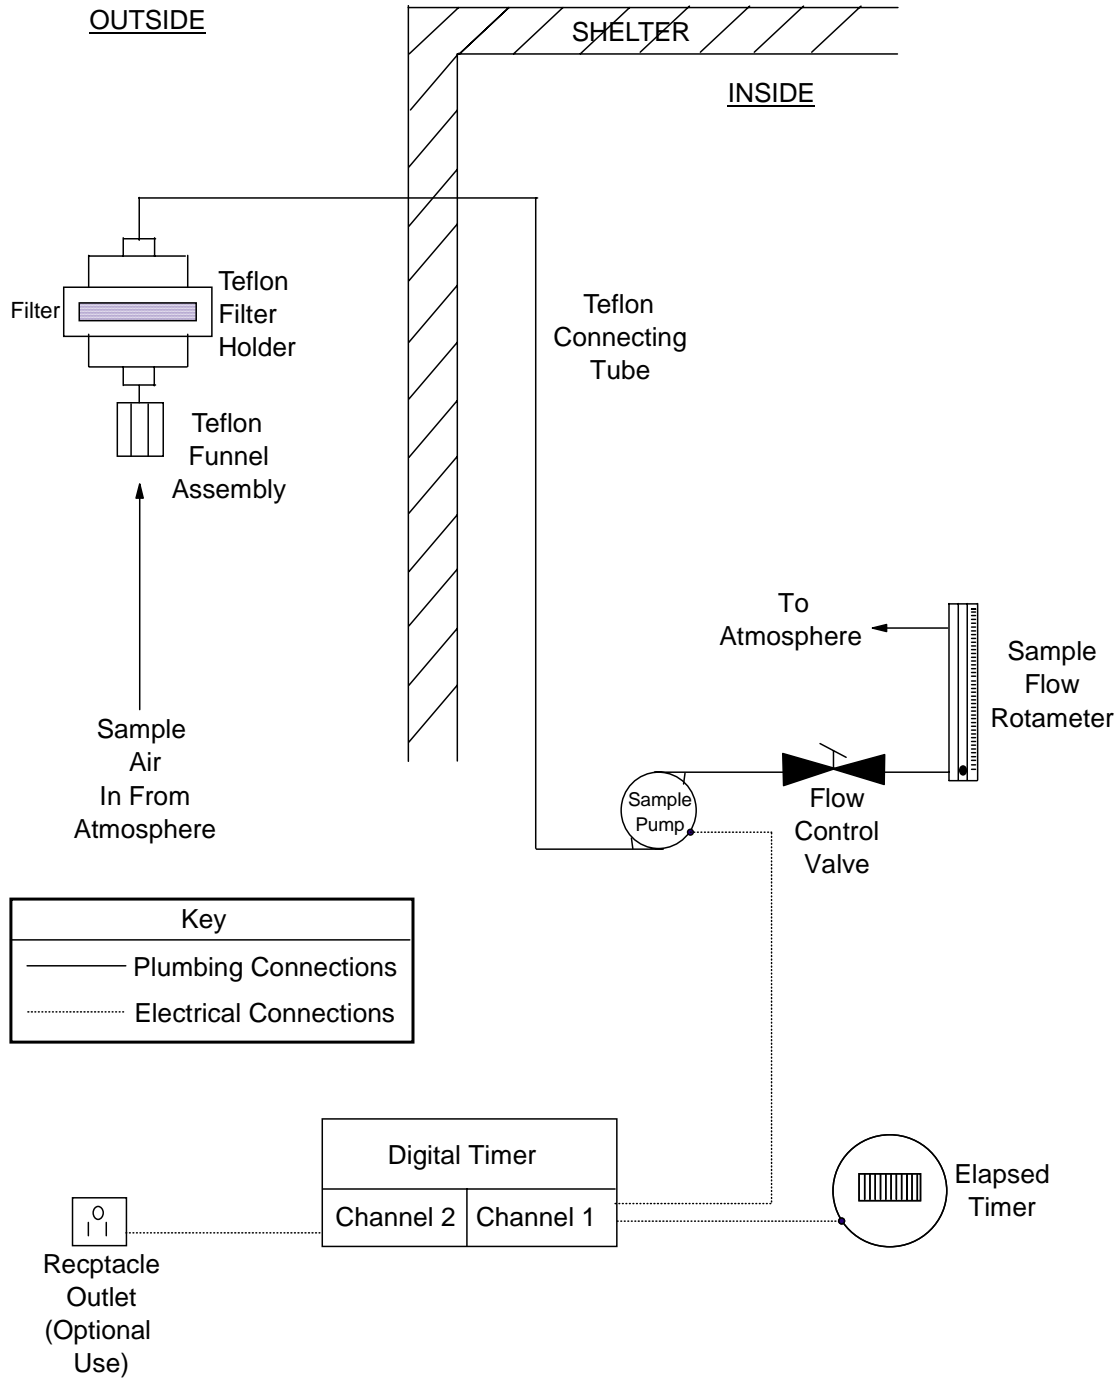 OUTSIDE
SHELTER
INSIDE
Filter
Teflon
Filter
Holder
Teflon
Connecting
Tube
Teflon
Funnel
Assembly
To
Atmosphere
Sample
Flow
Rotameter
Sample
Air
In From
Atmosphere
Sample
Pump
Flow
Control
Valve
Key
Plumbing Connections
Electrical Connections
Digital Timer
Channel 2
Channel 1
Elapsed
Timer
Recptacle
Outlet
(Optional
Use)